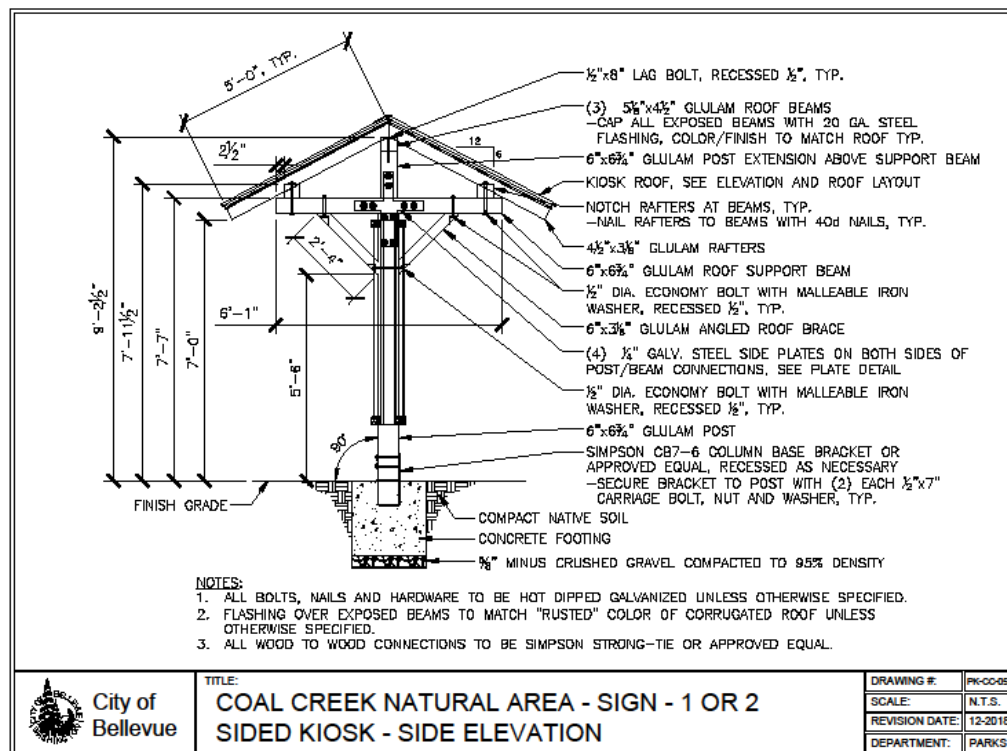 5'-0", TYP.
2½"
12
6
8'-2½"
7'-11½"
7'-7"
7'-0"
6'-1"
2'-4"
5'-6"
90°
FINISH GRADE
½"x8" LAG BOLT, RECESSED ½", TYP.
(3) 5⅛"x4½" GLULAM ROOF BEAMS
-CAP ALL EXPOSED BEAMS WITH 20 GA. STEEL
FLASHING, COLOR/FINISH TO MATCH ROOF TYP.
6"x6¾" GLULAM POST EXTENSION ABOVE SUPPORT BEAM
KIOSK ROOF, SEE ELEVATION AND ROOF LAYOUT
NOTCH RAFTERS AT BEAMS, TYP.
-NAIL RAFTERS TO BEAMS WITH 40d NAILS, TYP.
4½"x3⅛" GLULAM RAFTERS
6"x6¾" GLULAM ROOF SUPPORT BEAM
½" DIA. ECONOMY BOLT WITH MALLEABLE IRON
WASHER, RECESSED ½", TYP.
6"x3⅛" GLULAM ANGLED ROOF BRACE
(4) ¼" GALV. STEEL SIDE PLATES ON BOTH SIDES OF
POST/BEAM CONNECTIONS, SEE PLATE DETAIL
½" DIA. ECONOMY BOLT WITH MALLEABLE IRON
WASHER, RECESSED ½", TYP.
6"x6¾" GLULAM POST
SIMPSON CB7-6 COLUMN BASE BRACKET OR
APPROVED EQUAL, RECESSED AS NECESSARY
-SECURE BRACKET TO POST WITH (2) EACH ½"x7"
CARRIAGE BOLT, NUT AND WASHER, TYP.
COMPACT NATIVE SOIL
CONCRETE FOOTING
⅝" MINUS CRUSHED GRAVEL COMPACTED TO 95% DENSITY
NOTES:
1. ALL BOLTS, NAILS AND HARDWARE TO BE HOT DIPPED GALVANIZED UNLESS OTHERWISE SPECIFIED.
2. FLASHING OVER EXPOSED BEAMS TO MATCH "RUSTED" COLOR OF CORRUGATED ROOF UNLESS
OTHERWISE SPECIFIED.
3. ALL WOOD TO WOOD CONNECTIONS TO BE SIMPSON STRONG-TIE OR APPROVED EQUAL.
City of
Bellevue
TITLE:
COAL CREEK NATURAL AREA - SIGN - 1 OR 2
SIDED KIOSK - SIDE ELEVATION
DRAWING #:
SCALE: N.T.S.
REVISION DATE: 12-2018
DEPARTMENT: PARKS